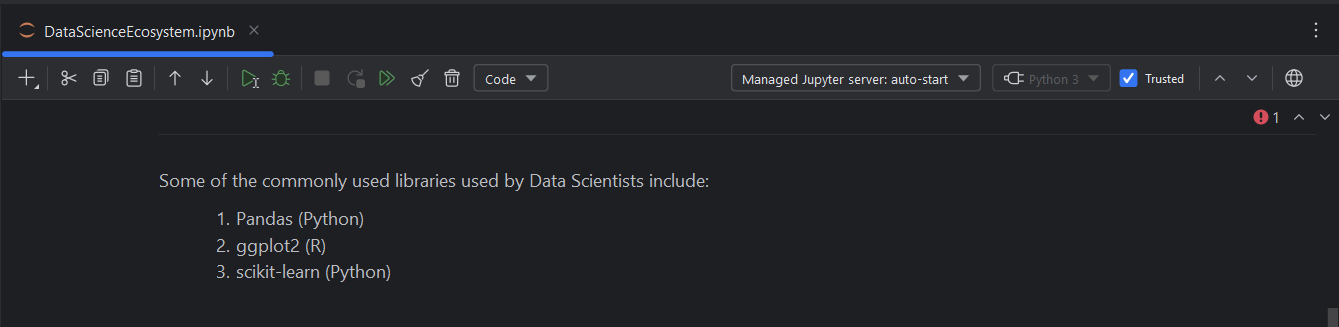 DataScienceEcosystem.ipynb
Code
Managed Jupyter server: auto-start
Python 3
Trusted
1
Some of the commonly used libraries used by Data Scientists include:
1. Pandas (Python)
2. ggplot2 (R)
3. scikit-learn (Python)